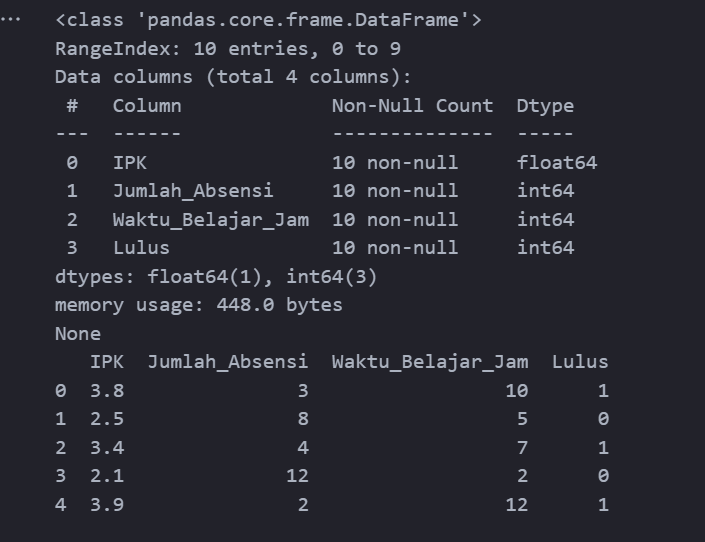 ... <class 'pandas.core.frame.DataFrame'>
RangeIndex: 10 entries, 0 to 9
Data columns (total 4 columns):
 #   Column             Non-Null Count  Dtype
---  ------             --------------  -----
 0   IPK                10 non-null     float64
 1   Jumlah_Absensi     10 non-null     int64
 2   Waktu_Belajar_Jam  10 non-null     int64
 3   Lulus              10 non-null     int64
dtypes: float64(1), int64(3)
memory usage: 448.0 bytes
None
   IPK  Jumlah_Absensi  Waktu_Belajar_Jam  Lulus
0  3.8               3                 10      1
1  2.5               8                  5      0
2  3.4               4                  7      1
3  2.1              12                  2      0
4  3.9               2                 12      1